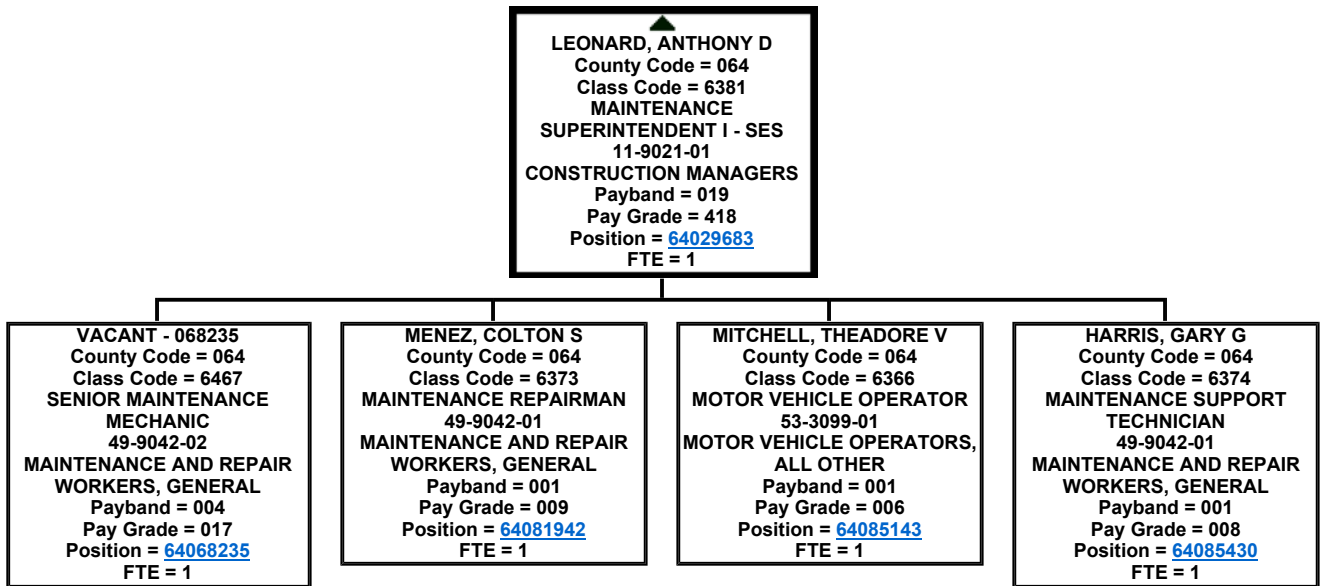 LEONARD, ANTHONY D
County Code = 064
Class Code = 6381
MAINTENANCE
SUPERINTENDENT I - SES
11-9021-01
CONSTRUCTION MANAGERS
Payband = 019
Pay Grade = 418
Position = 64029683
FTE = 1
VACANT - 068235
County Code = 064
Class Code = 6467
SENIOR MAINTENANCE
MECHANIC
49-9042-02
MAINTENANCE AND REPAIR
WORKERS, GENERAL
Payband = 004
Pay Grade = 017
Position = 64068235
FTE = 1
MENEZ, COLTON S
County Code = 064
Class Code = 6373
MAINTENANCE REPAIRMAN
49-9042-01
MAINTENANCE AND REPAIR
WORKERS, GENERAL
Payband = 001
Pay Grade = 009
Position = 64081942
FTE = 1
MITCHELL, THEADORE V
County Code = 064
Class Code = 6366
MOTOR VEHICLE OPERATOR
53-3099-01
MOTOR VEHICLE OPERATORS,
ALL OTHER
Payband = 001
Pay Grade = 006
Position = 64085143
FTE = 1
HARRIS, GARY G
County Code = 064
Class Code = 6374
MAINTENANCE SUPPORT
TECHNICIAN
49-9042-01
MAINTENANCE AND REPAIR
WORKERS, GENERAL
Payband = 001
Pay Grade = 008
Position = 64085430
FTE = 1